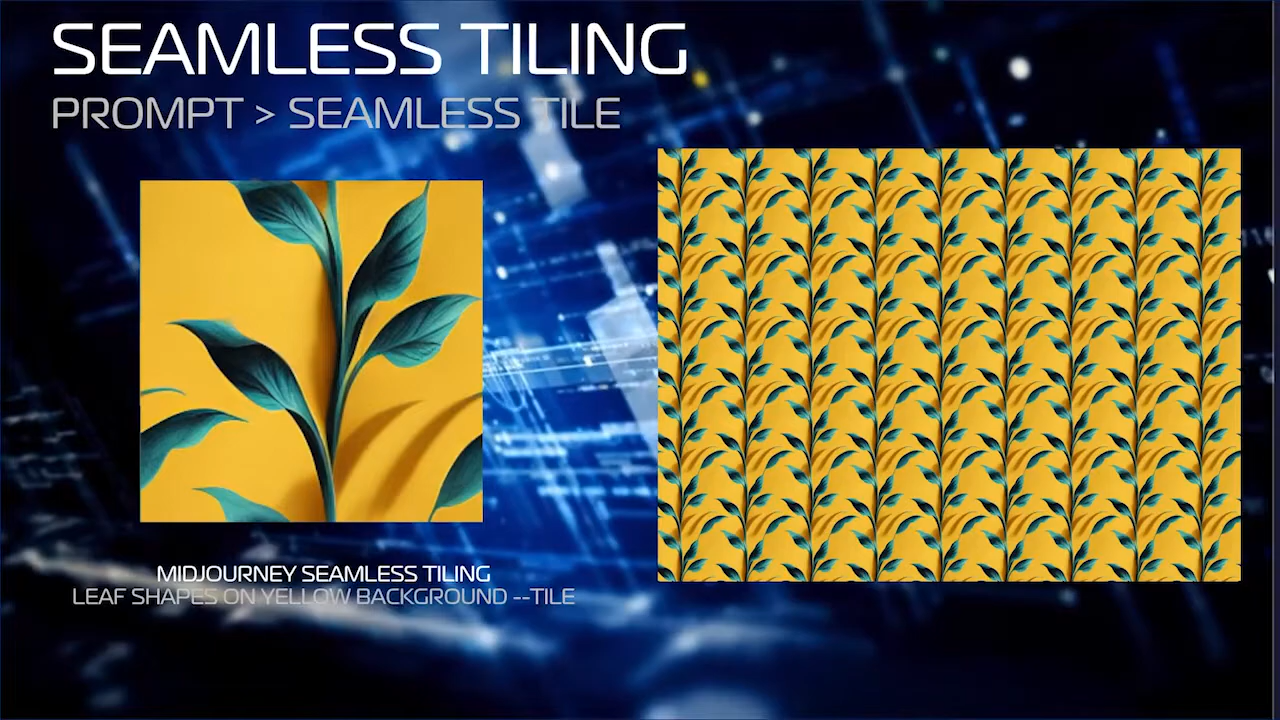 SEAMLESS TILING
PROMPT > SEAMLESS TILE
MIDJOURNEY SEAMLESS TILING
LEAF SHAPES ON YELLOW BACKGROUND --TILE